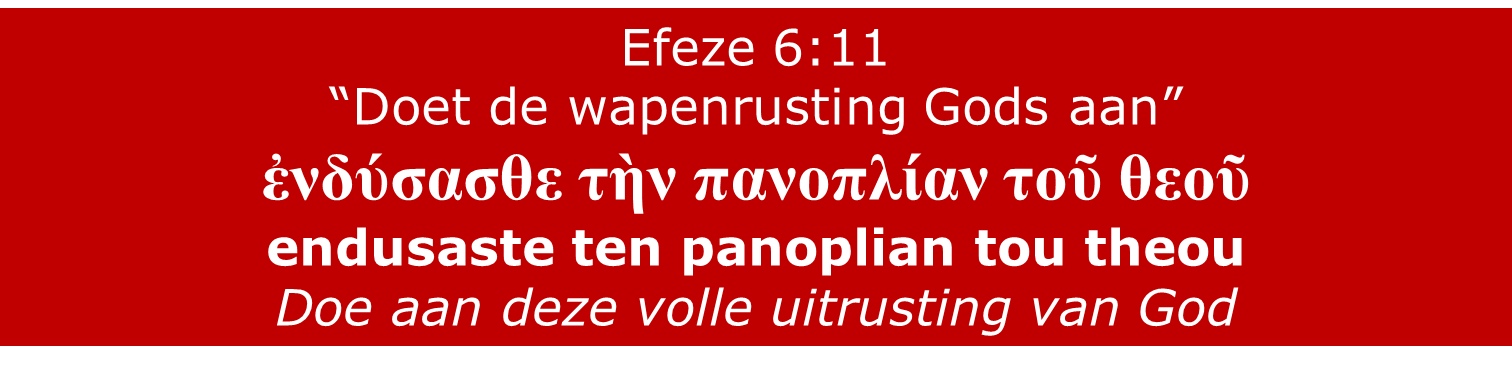 Efeze 6:11
“Doet de wapenrusting Gods aan”
ἐνδύσασθε τὴν πανοπλίαν τοῦ θεοῦ
endusaste ten panoplian tou theou
Doe aan deze volle uitrusting van God